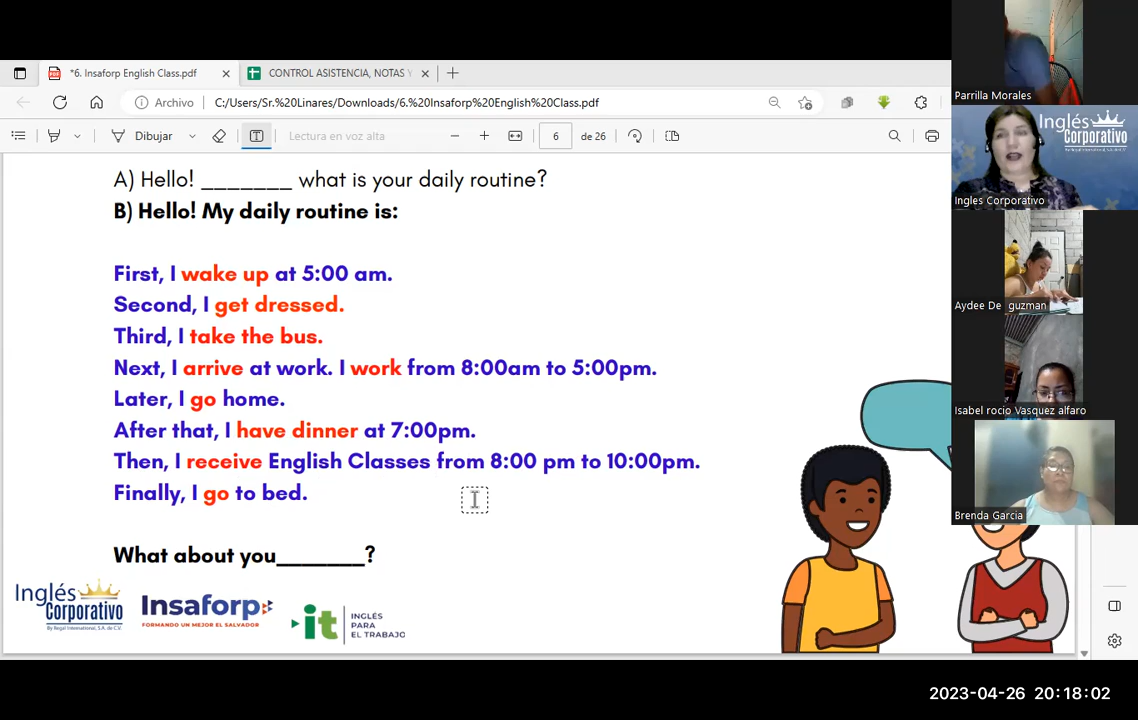 *6. Insaforp English Class.pdf
CONTROL ASISTENCIA, NOTAS Y
Archivo
C:/Users/Sr.%20Linares/Downloads/6.%20Insaforp%20English%20Class.pdf
Dibujar
Lectura en voz alta
6
de 26
A) Hello! _______ what is your daily routine?
B) Hello! My daily routine is:
First, I wake up at 5:00 am.
Second, I get dressed.
Third, I take the bus.
Next, I arrive at work. I work from 8:00am to 5:00pm.
Later, I go home.
After that, I have dinner at 7:00pm.
Then, I receive English Classes from 8:00 pm to 10:00pm.
Finally, I go to bed.
What about you_______?
Inglés
Corporativo
By Regal International, S.A. de C.V.
Insaforp
FORMANDO UN MEJOR EL SALVADOR
it
INGLÉS
PARA
EL TRABAJO
Parrilla Morales
Inglés
Corporativo
Ingles Corporativo
Aydee De guzman
Isabel rocio Vasquez alfaro
Brenda Garcia
2023-04-26 20:18:02